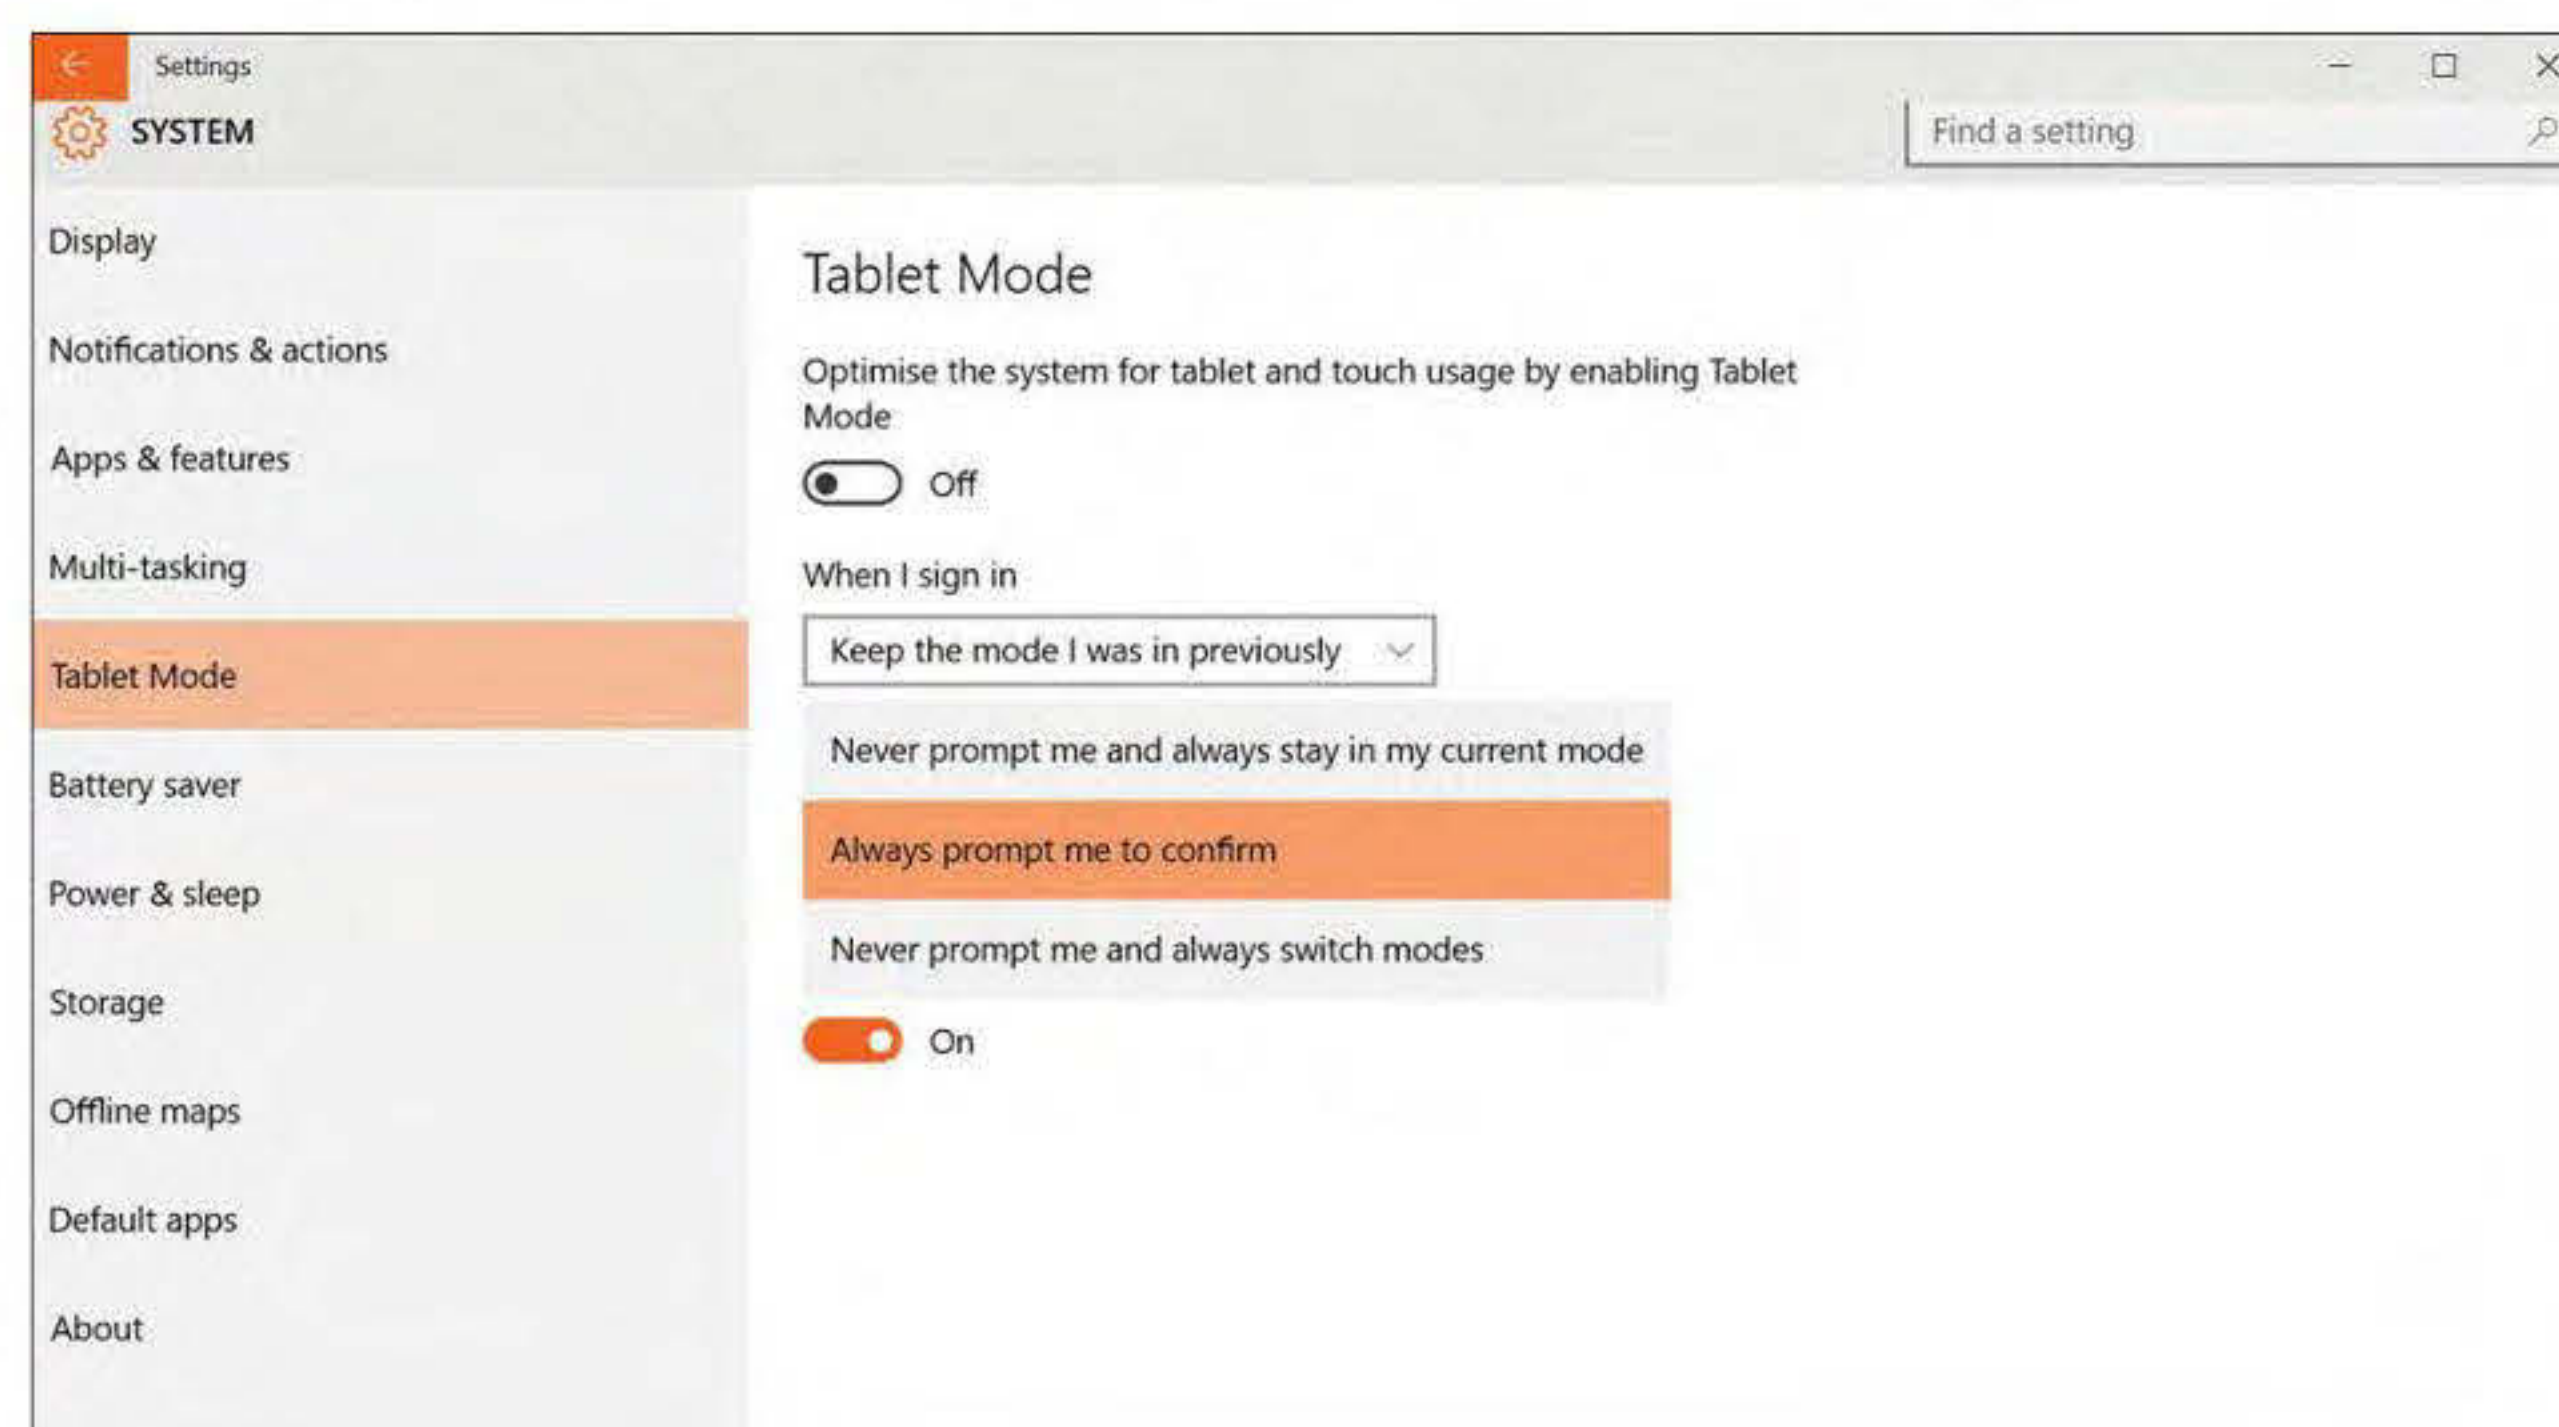 Settings
SYSTEM
Find a setting
Display
Notifications & actions
Apps & features
Multi-tasking
Tablet Mode
Battery saver
Power & sleep
Storage
Offline maps
Default apps
About
Tablet Mode
Optimise the system for tablet and touch usage by enabling Tablet
Mode
Off
When I sign in
Keep the mode I was in previously
Never prompt me and always stay in my current mode
Always prompt me to confirm
Never prompt me and always switch modes
On